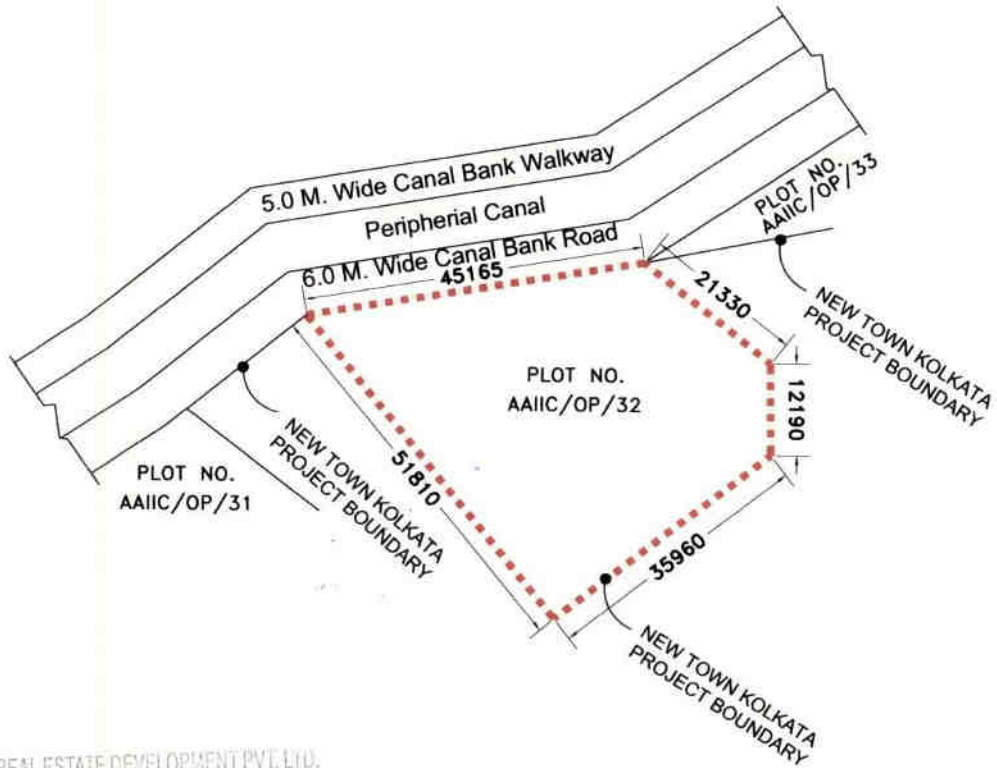 5.0 M. Wide Canal Bank Walkway
Peripherial Canal
6.0 M. Wide Canal Bank Road
45165
PLOT NO.
AAIIC/OP/33
21330
NEW TOWN KOLKATA
PROJECT BOUNDARY
PLOT NO.
AAIIC/OP/32
12190
PLOT NO.
AAIIC/OP/31
NEW TOWN KOLKATA
PROJECT BOUNDARY
51810
35960
NEW TOWN KOLKATA
PROJECT BOUNDARY
REAL ESTATE DEVELOPMENT PVT. LTD.